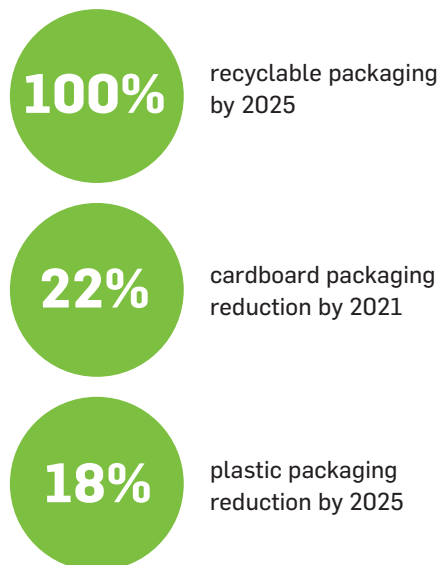 100%
recyclable packaging
by 2025
22%
cardboard packaging
reduction by 2021
18%
plastic packaging
reduction by 2025